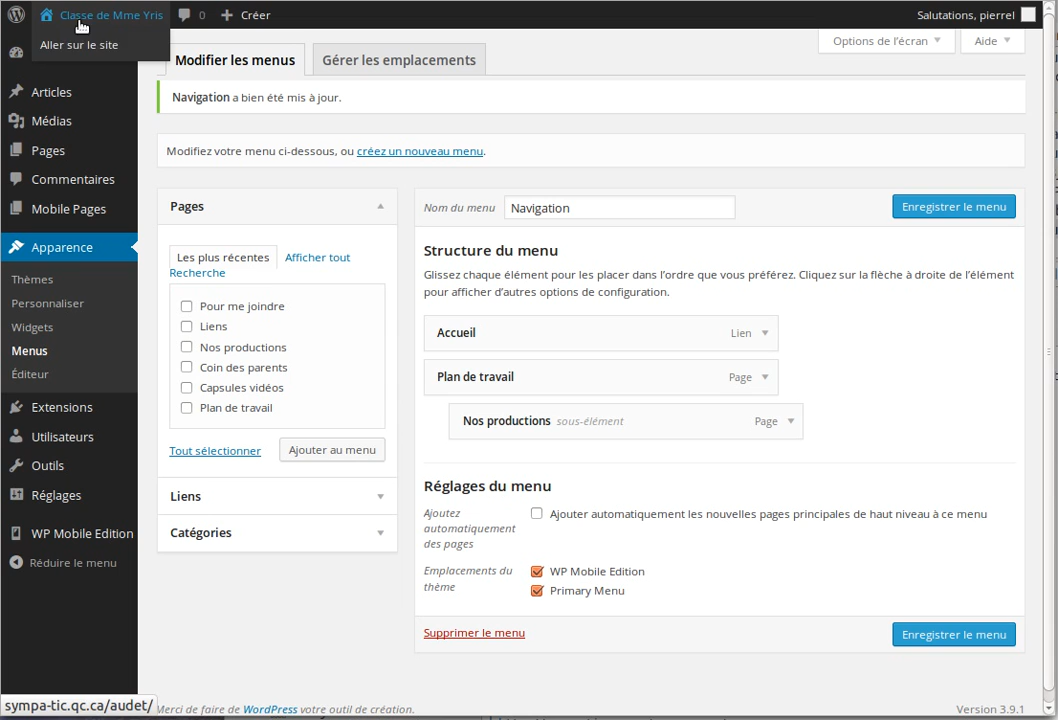 Classe de Mme Yris
0
Créer
Salutations, pierrel
Aller sur le site
Options de l'écran
Aide
Modifier les menus
Gérer les emplacements
Navigation a bien été mis à jour.
Articles
Médias
Pages
Commentaires
Mobile Pages
Apparence
Thèmes
Personnaliser
Widgets
Menus
Éditeur
Extensions
Utilisateurs
Outils
Réglages
WP Mobile Edition
Réduire le menu
Modifiez votre menu ci-dessous, ou créez un nouveau menu.
Pages
Les plus récentes
Afficher tout
Recherche
Pour me joindre
Liens
Nos productions
Coin des parents
Capsules vidéos
Plan de travail
Tout sélectionner
Ajouter au menu
Liens
Catégories
Nom du menu
Navigation
Enregistrer le menu
Structure du menu
Glissez chaque élément pour les placer dans l'ordre que vous préférez. Cliquez sur la flèche à droite de l'élément
pour afficher d'autres options de configuration.
Accueil
Lien
Plan de travail
Page
Nos productions sous-élément
Page
Réglages du menu
Ajoutez
automatiquement
des pages
Ajouter automatiquement les nouvelles pages principales de haut niveau à ce menu
Emplacements du
thème
WP Mobile Edition
Primary Menu
Supprimer le menu
Enregistrer le menu
sympa-tic.qc.ca/audet/
Merci de faire de WordPress votre outil de création.
Version 3.9.1